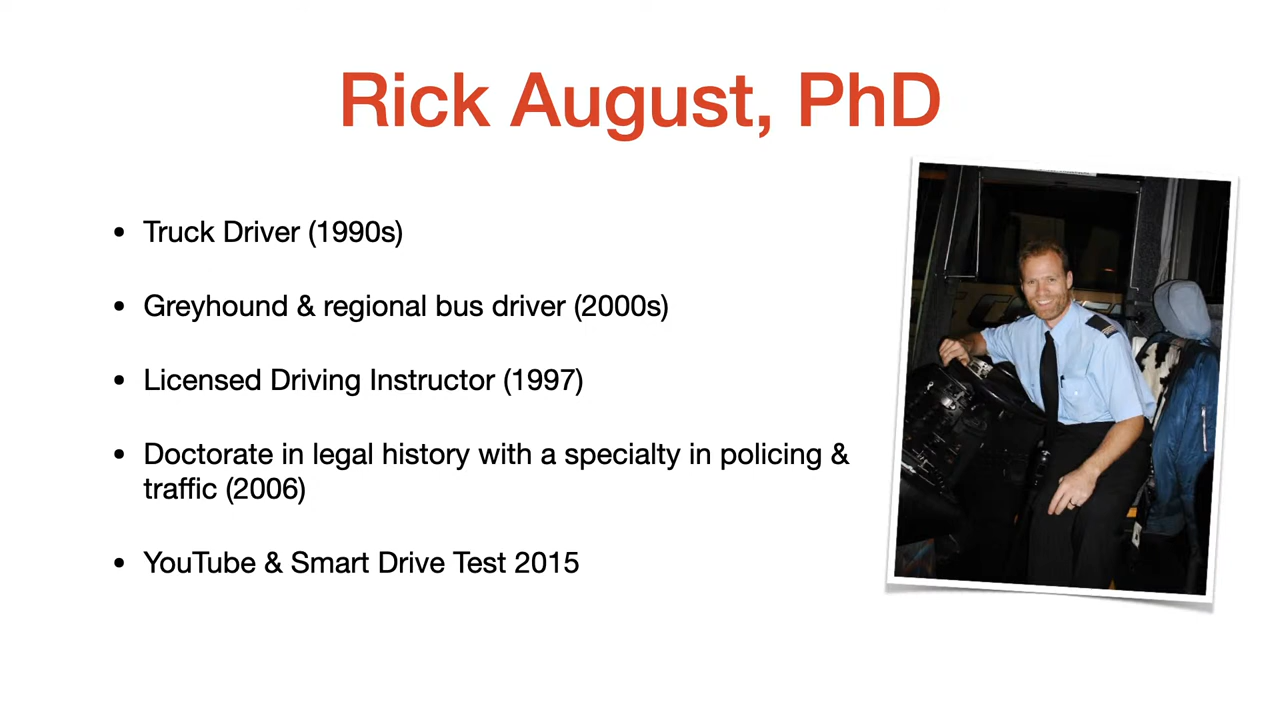 Rick August, PhD
• Truck Driver (1990s)
• Greyhound & regional bus driver (2000s)
• Licensed Driving Instructor (1997)
• Doctorate in legal history with a specialty in policing &
traffic (2006)
• YouTube & Smart Drive Test 2015